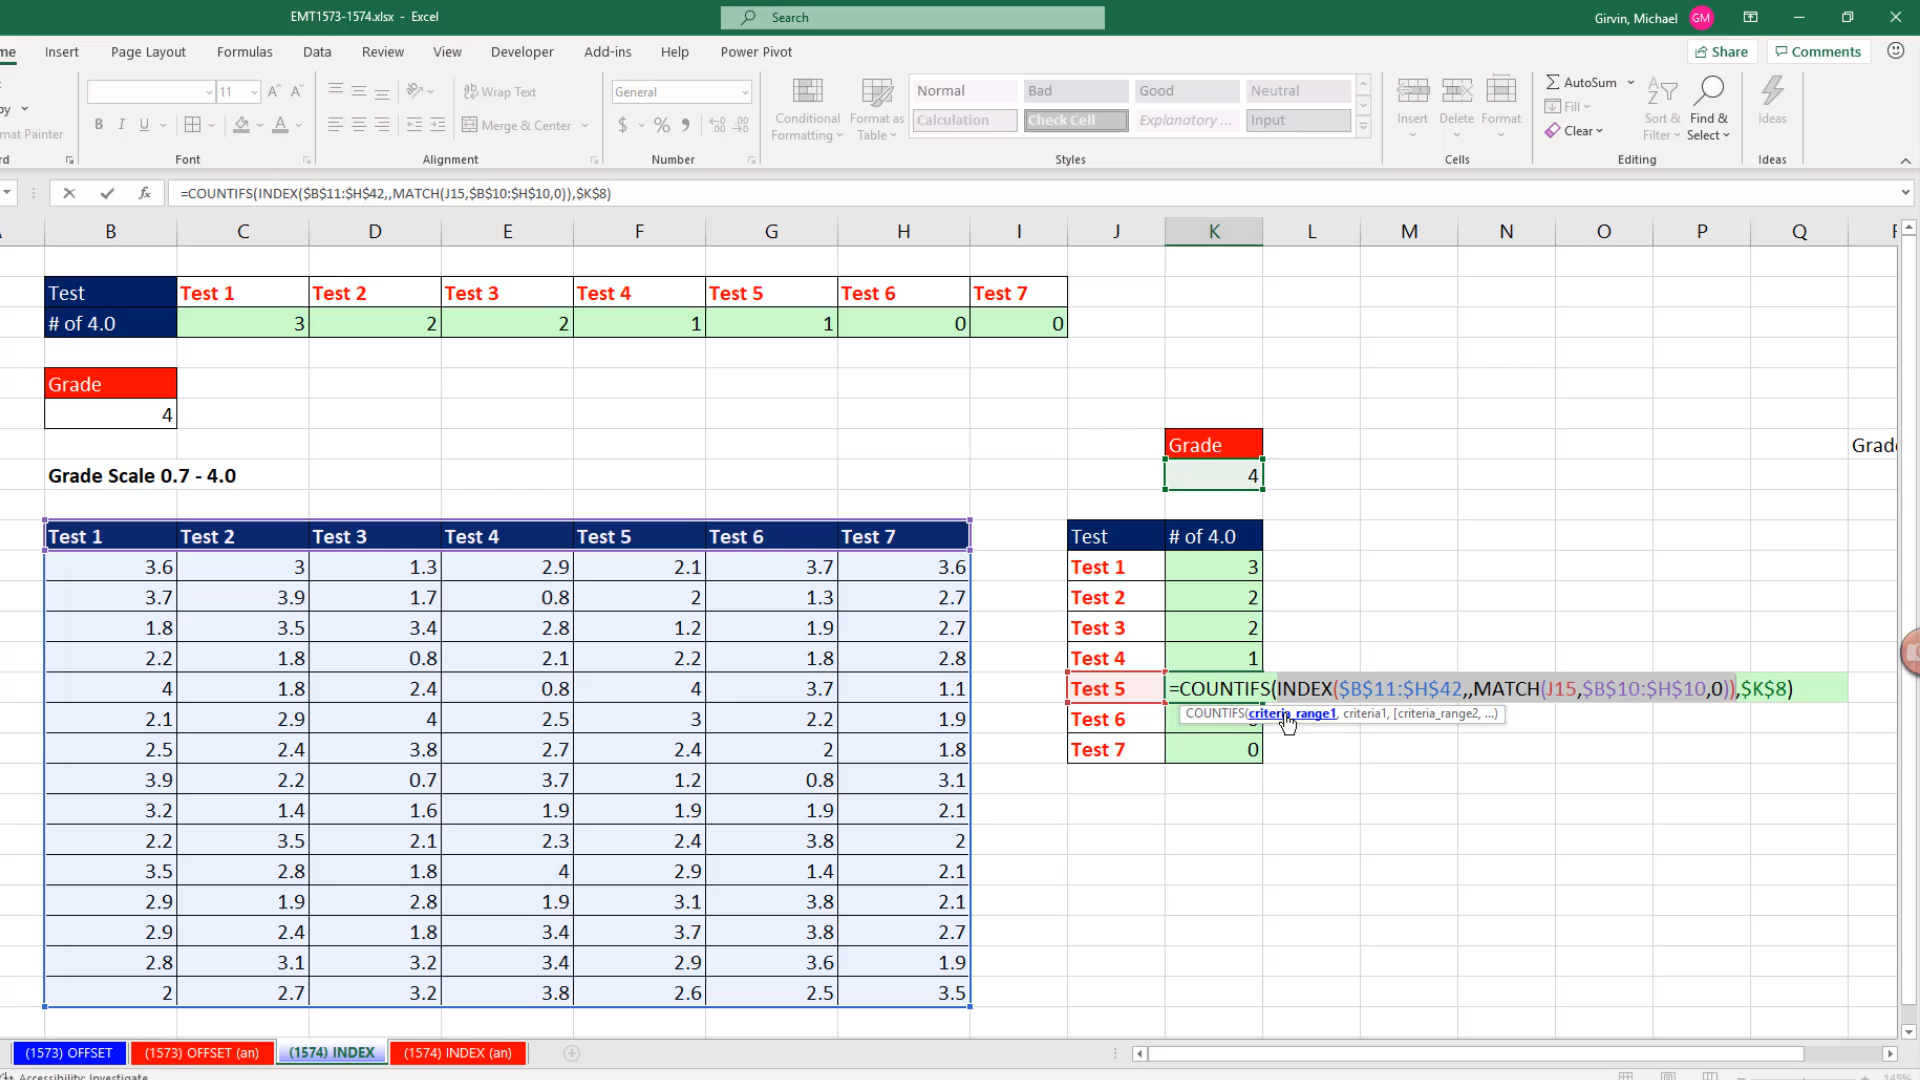 EMT1573-1574.xlsx - Excel
Search
Girvin, Michael GM
me Insert Page Layout Formulas Data Review View Developer Add-ins Help Power Pivot Share Comments
11 A^ A˅ Wrap Text General
Conditional Formatting Format as Table
Normal Bad Good Neutral
Calculation Check Cell Explanatory ... Input
Insert Delete Format
AutoSum Fill Clear
Sort & Filter Find & Select Ideas
py B I U A Merge & Center $ %
mat Painter
rd Font Alignment Number Styles Cells Editing Ideas
fx =COUNTIFS(INDEX($B$11:$H$42,,MATCH(J15,$B$10:$H$10,0)),$K$8)
B C D E F G H I J K L M N O P Q
Test Test 1 Test 2 Test 3 Test 4 Test 5 Test 6 Test 7
# of 4.0 3 2 2 1 1 0 0
Grade
4
Grade
Grade Scale 0.7 - 4.0 4
Test 1 Test 2 Test 3 Test 4 Test 5 Test 6 Test 7 Test # of 4.0
3.6 3 1.3 2.9 2.1 3.7 3.6 Test 1 3
3.7 3.9 1.7 0.8 2 1.3 2.7 Test 2 2
1.8 3.5 3.4 2.8 1.2 1.9 2.7 Test 3 2
2.2 1.8 0.8 2.1 2.2 1.8 2.8 Test 4 1
4 1.8 2.4 0.8 4 3.7 1.1 Test 5 =COUNTIFS(INDEX($B$11:$H$42,,MATCH(J15,$B$10:$H$10,0)),$K$8)
COUNTIFS(criteria_range1, criteria1, [criteria_range2, ...)
2.1 2.9 4 2.5 3 2.2 1.9 Test 6
2.5 2.4 3.8 2.7 2.4 2 1.8 Test 7 0
3.9 2.2 0.7 3.7 1.2 0.8 3.1
3.2 1.4 1.6 1.9 1.9 1.9 2.1
2.2 3.5 2.1 2.3 2.4 3.8 2
3.5 2.8 1.8 4 2.9 1.4 2.1
2.9 1.9 2.8 1.9 3.1 3.8 2.1
2.9 2.4 1.8 3.4 3.7 3.8 2.7
2.8 3.1 3.2 3.4 2.9 3.6 1.9
2 2.7 3.2 3.8 2.6 2.5 3.5
(1573) OFFSET (1573) OFFSET (an) (1574) INDEX (1574) INDEX (an)
Accessibility: Investigate 145%